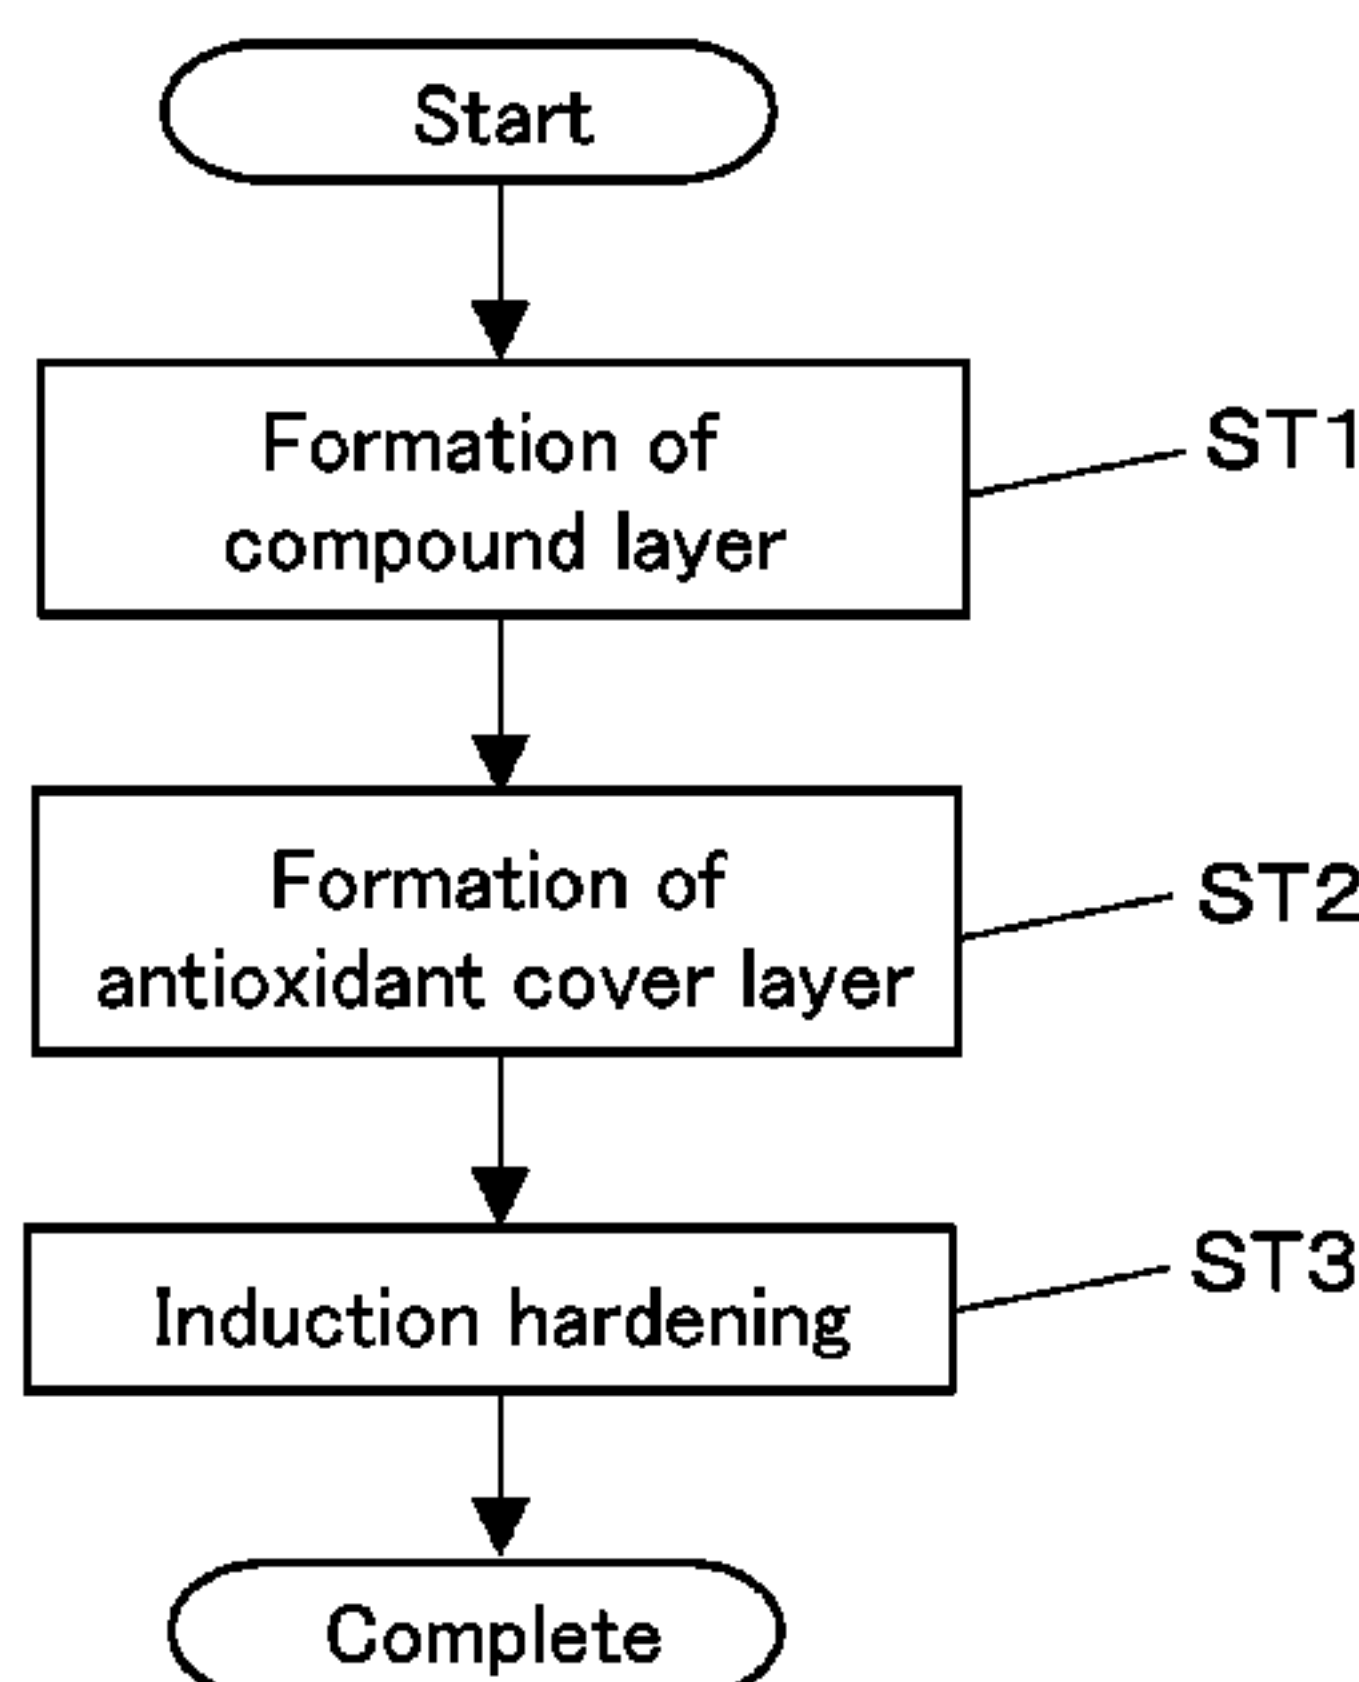 Start
Formation of
compound layer
ST1
Formation of
antioxidant cover layer
ST2
Induction hardening
ST3
Complete